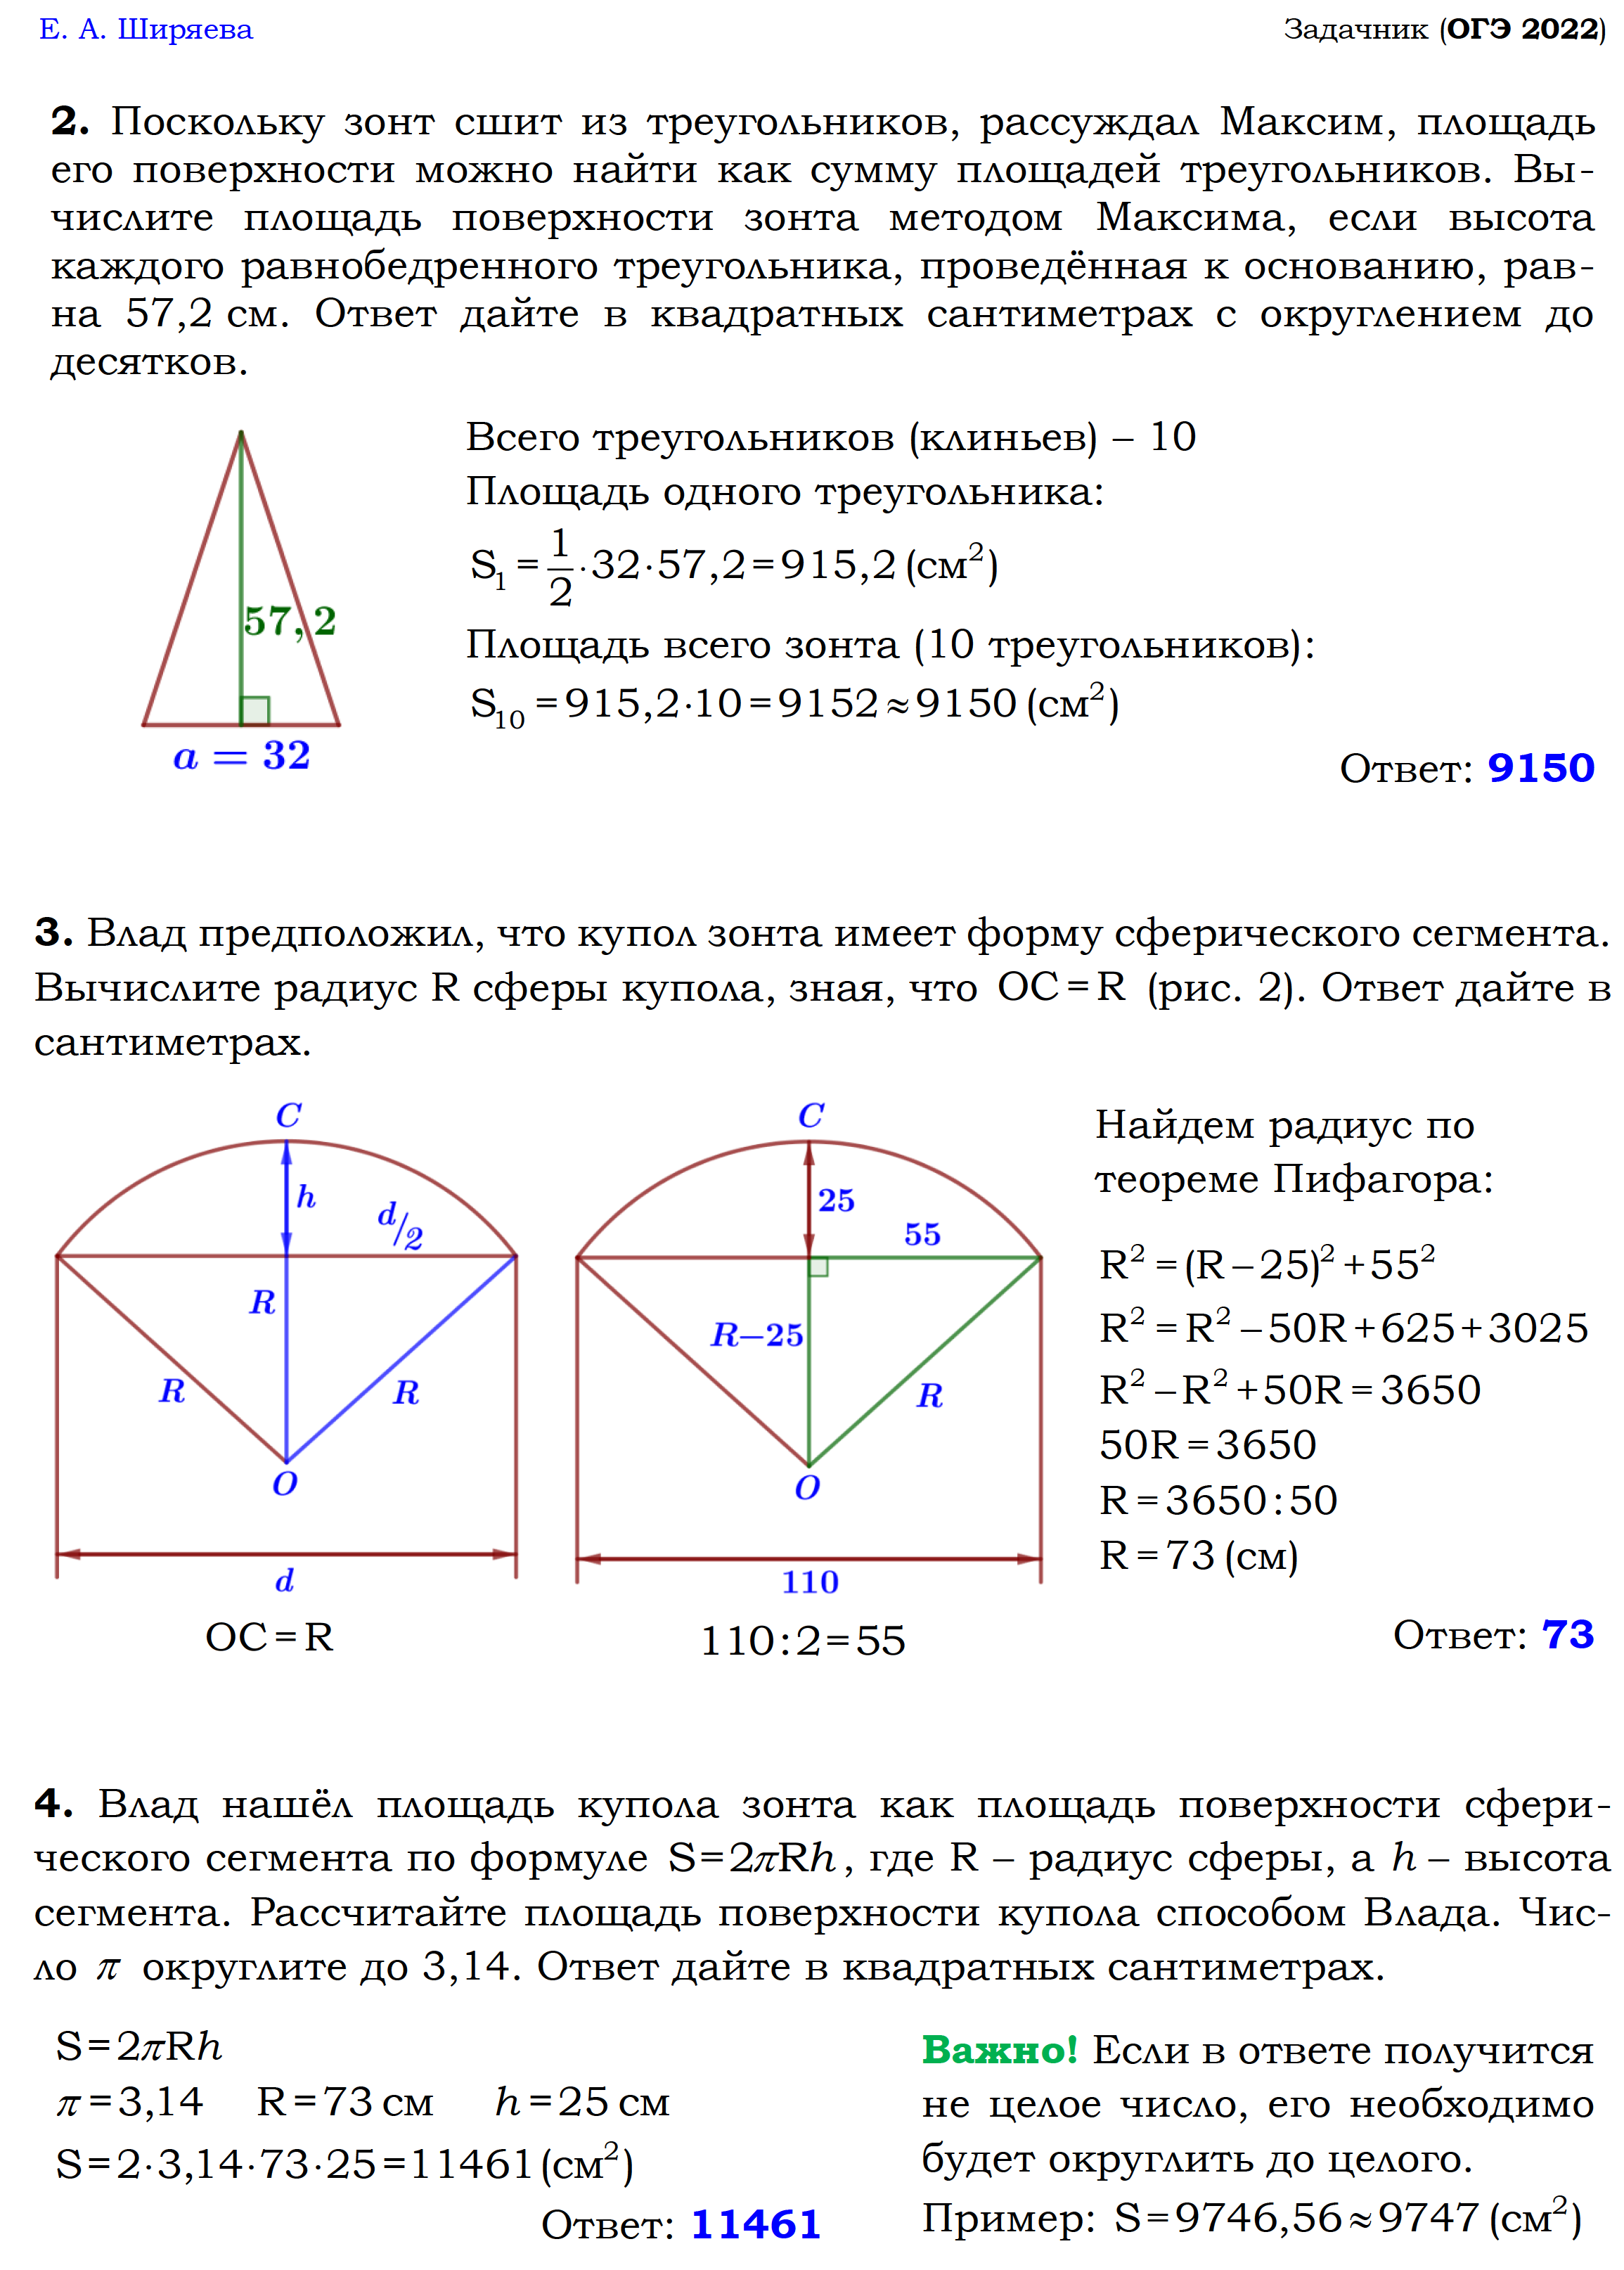 Е. А. Ширяева
Задачник (ОГЭ 2022)
2. Поскольку зонт сшит из треугольников, рассуждал Максим, площадь
его поверхности можно найти как сумму площадей треугольников. Вы-
числите площадь поверхности зонта методом Максима, если высота
каждого равнобедренного треугольника, проведённая к основанию, рав-
на 57,2 см. Ответ дайте в квадратных сантиметрах с округлением до
десятков.
57,2
a = 32
Всего треугольников (клиньев) – 10
Площадь одного треугольника:
S₁ = 1/2 · 32 · 57,2 = 915,2 (см²)
Площадь всего зонта (10 треугольников):
S₁₀ = 915,2 · 10 = 9152 ≈ 9150 (см²)
Ответ: 9150
3. Влад предположил, что купол зонта имеет форму сферического сегмента.
Вычислите радиус R сферы купола, зная, что OC = R (рис. 2). Ответ дайте в
сантиметрах.
C
h
d/2
R
R
R
O
d
OC = R
C
25
55
R–25
R
O
110
110 : 2 = 55
Найдем радиус по
теореме Пифагора:
R² = (R – 25)² + 55²
R² = R² – 50R + 625 + 3025
R² – R² + 50R = 3650
50R = 3650
R = 3650 : 50
R = 73 (см)
Ответ: 73
4. Влад нашёл площадь купола зонта как площадь поверхности сфери-
ческого сегмента по формуле S = 2πRh, где R – радиус сферы, а h – высота
сегмента. Рассчитайте площадь поверхности купола способом Влада. Чис-
ло π округлите до 3,14. Ответ дайте в квадратных сантиметрах.
S = 2πRh
π = 3,14 R = 73 см h = 25 см
S = 2 · 3,14 · 73 · 25 = 11461 (см²)
Ответ: 11461
Важно! Если в ответе получится
не целое число, его необходимо
будет округлить до целого.
Пример: S = 9746,56 ≈ 9747 (см²)